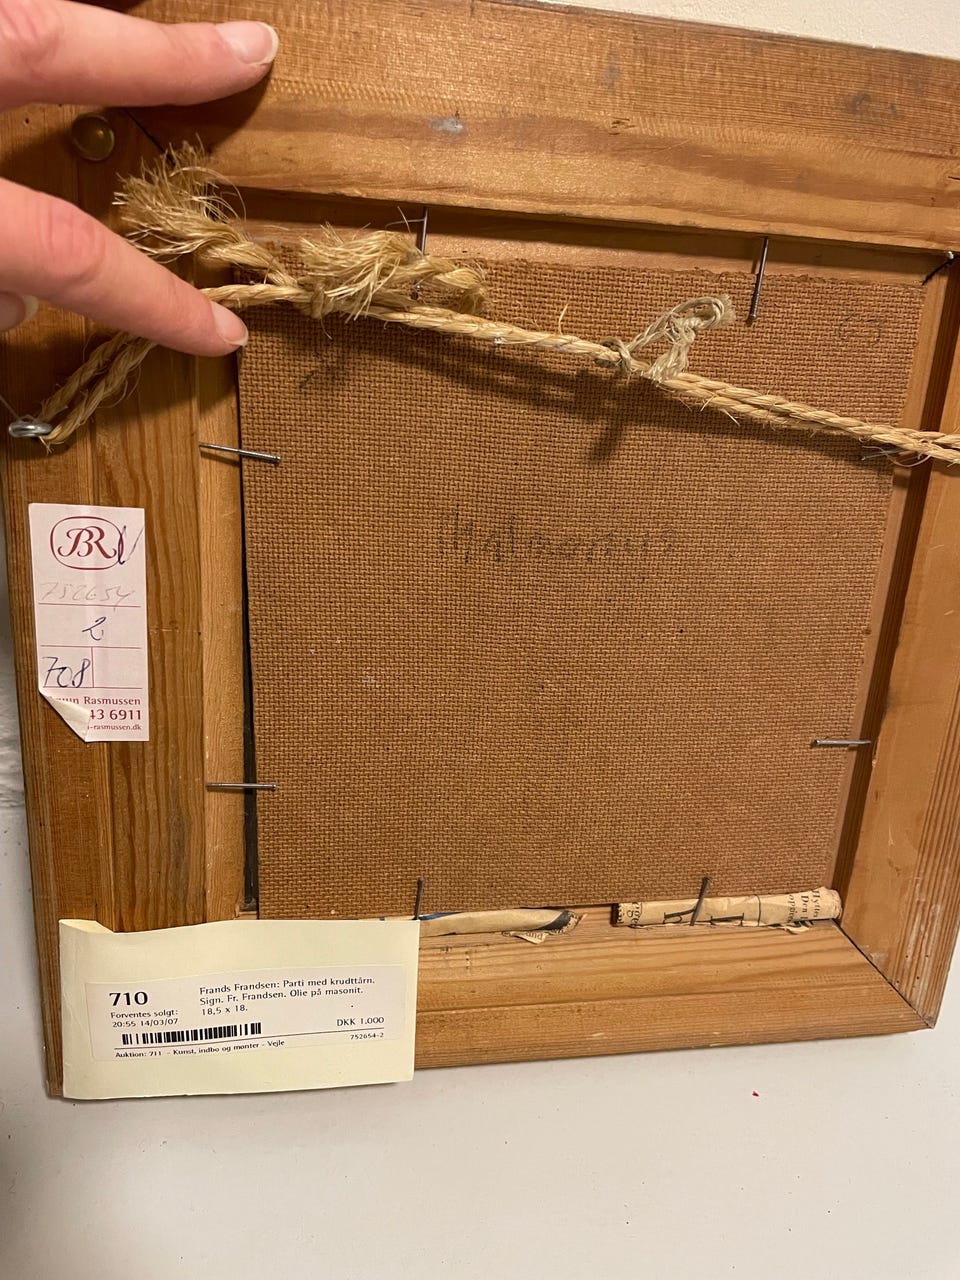 BR
752654
2
708
Rasmussen
43 6911
-rasmussen.dk
710
Frands Frandsen: Parti med krudttårn.
Sign. Fr. Frandsen. Olie på masonit.
18,5 x 18.
Forventes solgt:
20:55 14/03/07
DKK 1.000
752654-2
Auktion: 711 - Kunst, indbo og mønter - Vejle